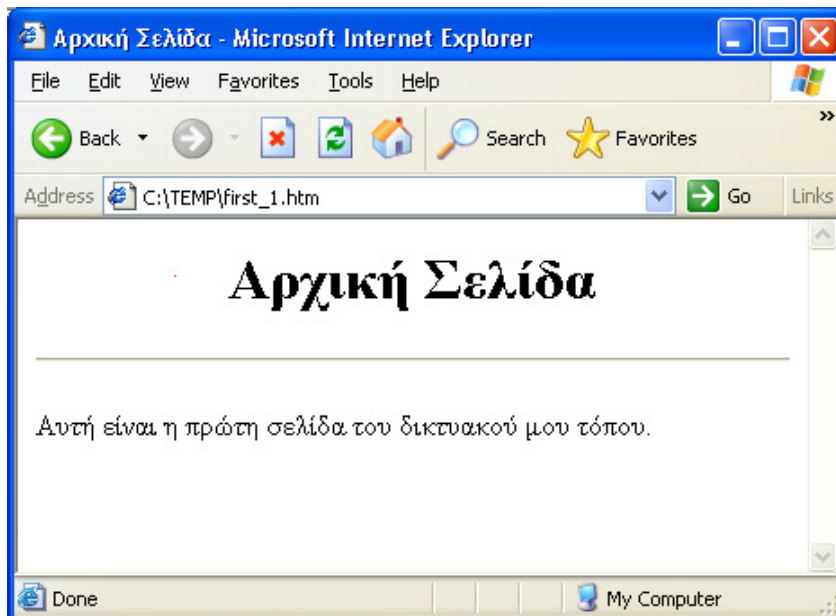 Αρχική Σελίδα - Microsoft Internet Explorer
File Edit View Favorites Tools Help
Back Search Favorites »
Address C:\TEMP\first_1.htm Go Links
Αρχική Σελίδα
Αυτή είναι η πρώτη σελίδα του δικτυακού μου τόπου.
Done My Computer